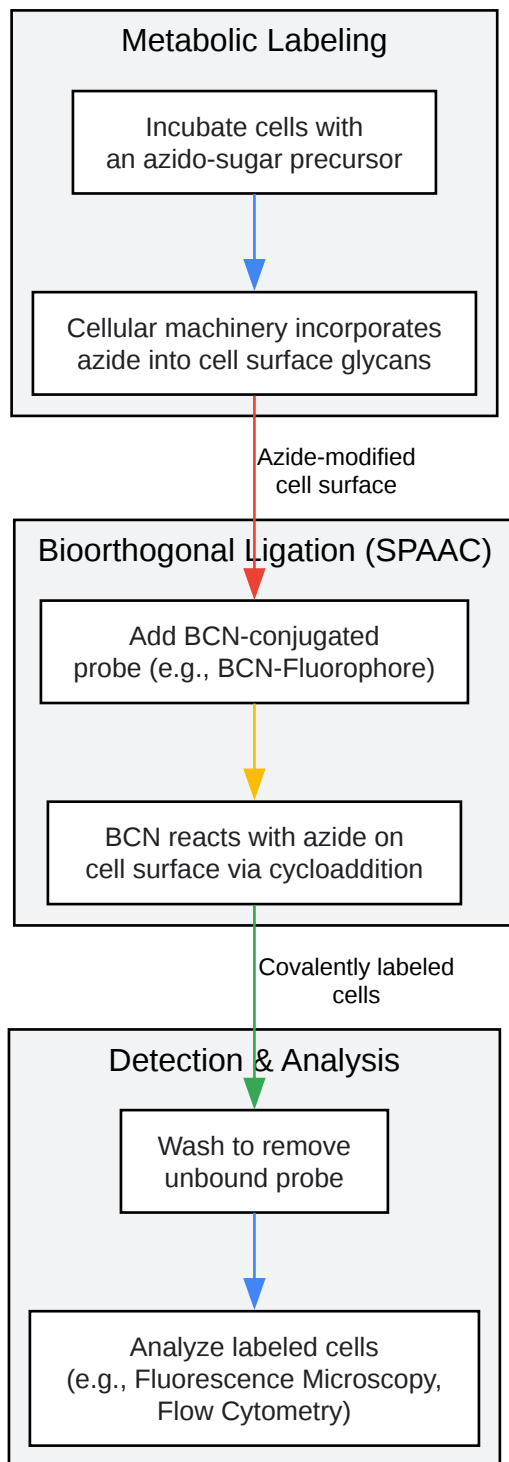 Metabolic Labeling
Incubate cells with
an azido-sugar precursor
Cellular machinery incorporates
azide into cell surface glycans
Azide-modified
cell surface
Bioorthogonal Ligation (SPAAC)
Add BCN-conjugated
probe (e.g., BCN-Fluorophore)
BCN reacts with azide on
cell surface via cycloaddition
Covalently labeled
cells
Detection & Analysis
Wash to remove
unbound probe
Analyze labeled cells
(e.g., Fluorescence Microscopy,
Flow Cytometry)